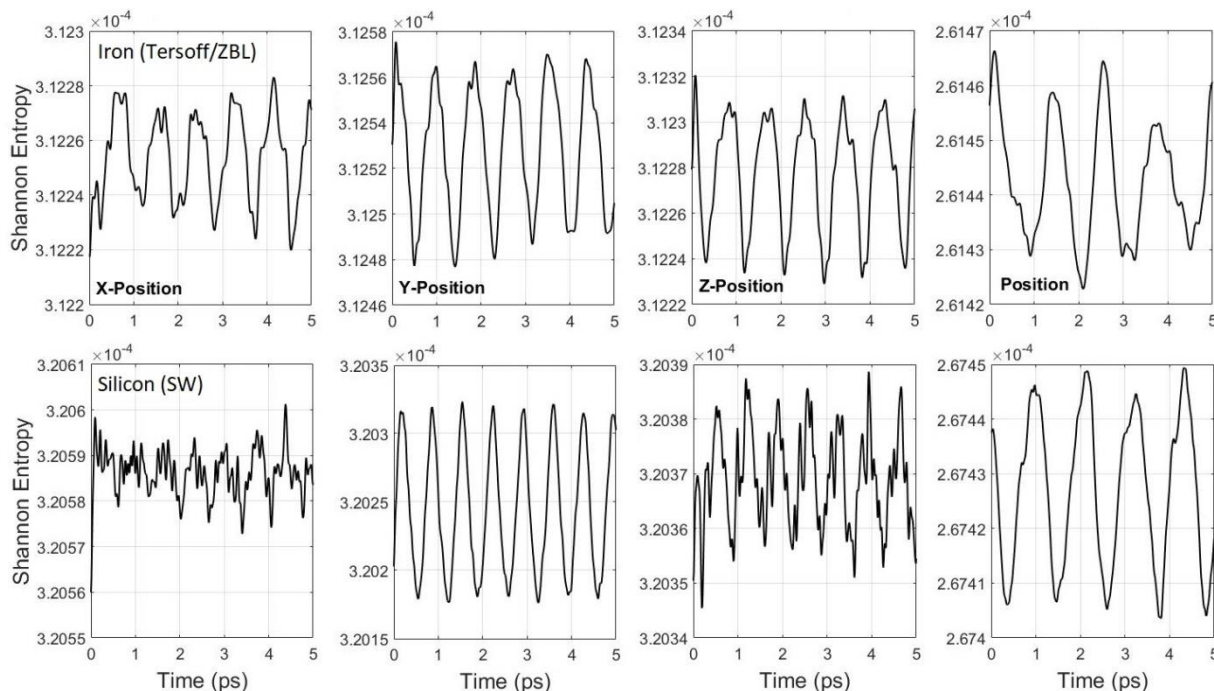 ×10⁻⁴ ×10⁻⁴ ×10⁻⁴ ×10⁻⁴
Shannon Entropy
3.123
3.1228
3.1226
3.1224
3.1222
3.122
Iron (Tersoff/ZBL)
X-Position
0 1 2 3 4 5
Time (ps)
3.1258
3.1256
3.1254
3.1252
3.125
3.1248
3.1246
Y-Position
0 1 2 3 4 5
Time (ps)
3.1234
3.1232
3.123
3.1228
3.1226
3.1224
3.1222
Z-Position
0 1 2 3 4 5
Time (ps)
2.6147
2.6146
2.6145
2.6144
2.6143
2.6142
Position
0 1 2 3 4 5
Time (ps)
×10⁻⁴ ×10⁻⁴ ×10⁻⁴ ×10⁻⁴
Shannon Entropy
3.2061
3.206
3.2059
3.2058
3.2057
3.2056
3.2055
Silicon (SW)
0 1 2 3 4 5
Time (ps)
3.2035
3.203
3.2025
3.202
3.2015
0 1 2 3 4 5
Time (ps)
3.2039
3.2038
3.2037
3.2036
3.2035
3.2034
0 1 2 3 4 5
Time (ps)
2.6745
2.6744
2.6743
2.6742
2.6741
2.674
0 1 2 3 4 5
Time (ps)